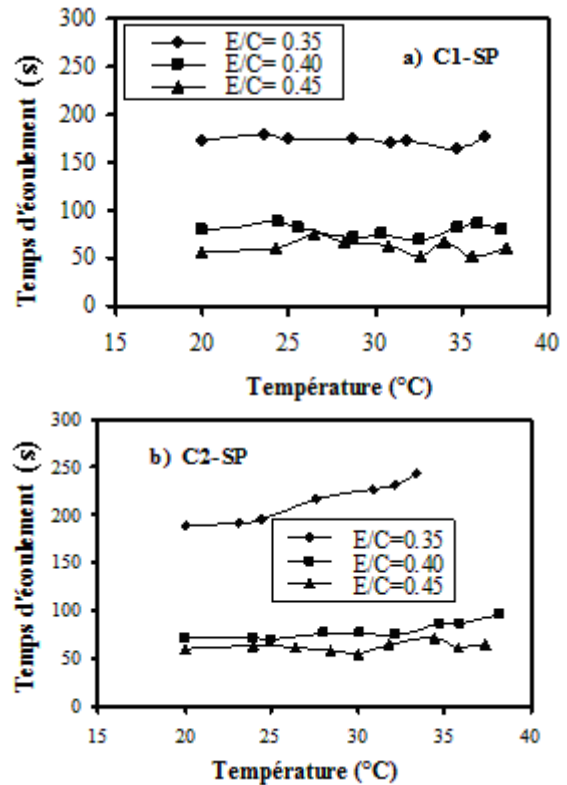 300
250
200
150
100
50
0
Temps d'écoulement (s)
E/C= 0.35
E/C= 0.40
E/C= 0.45
a) C1-SP
15 20 25 30 35 40
Température (°C)
300
250
200
150
100
50
0
Temps d'écoulement (s)
b) C2-SP
E/C=0.35
E/C=0.40
E/C=0.45
15 20 25 30 35 40
Température (°C)